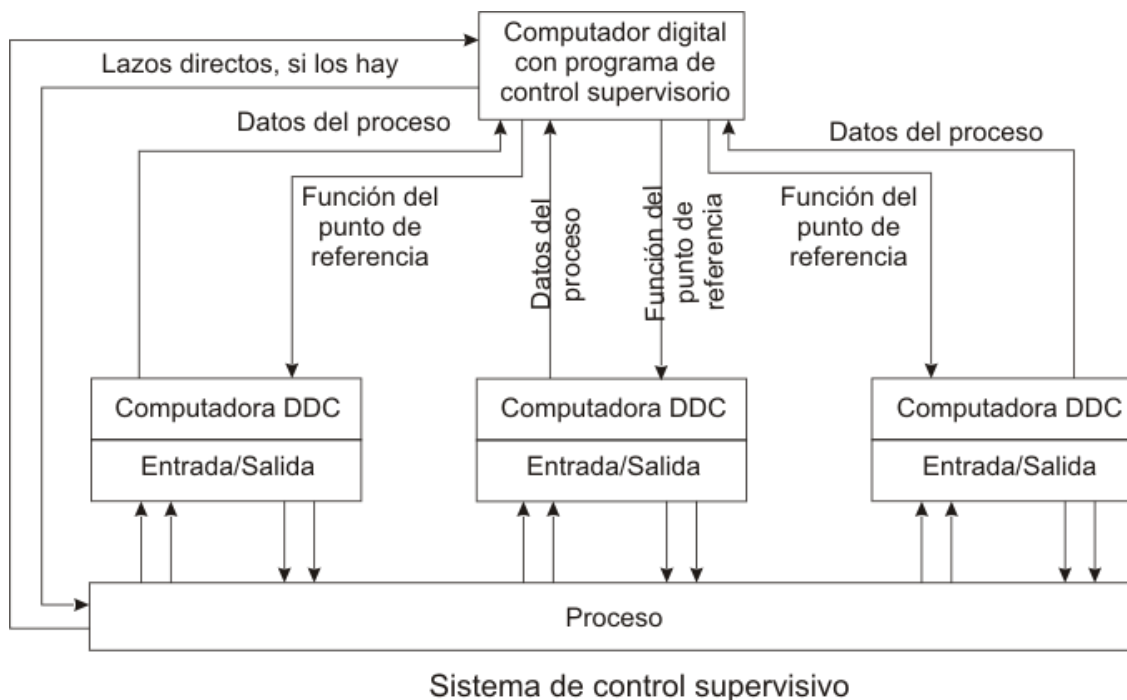 Computador digital
con programa de
control supervisorio
Lazos directos, si los hay
Datos del proceso
Datos del proceso
Función del
punto de
referencia
Datos del
proceso
Función del
punto de
referencia
Función del
punto de
referencia
Computadora DDC
Entrada/Salida
Computadora DDC
Entrada/Salida
Computadora DDC
Entrada/Salida
Proceso
Sistema de control supervisivo